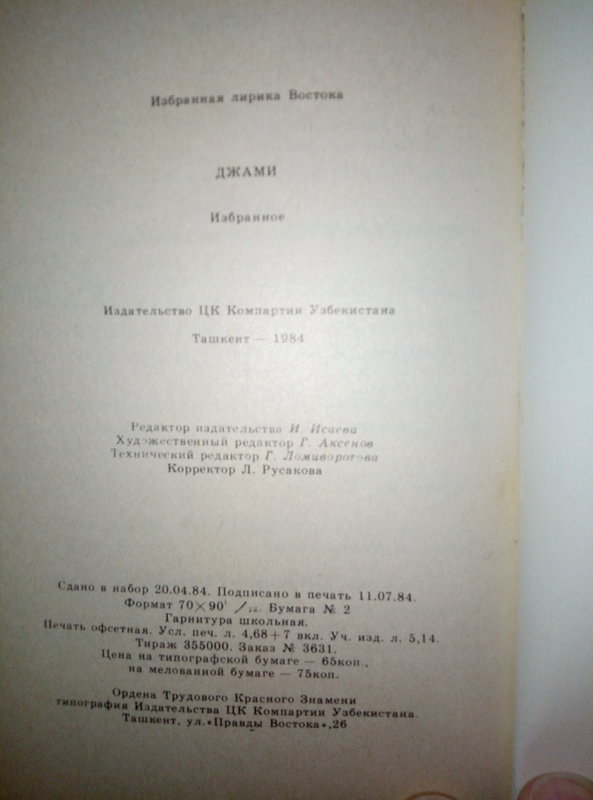 Избранная лирика Востока
ДЖАМИ
Избранное
Издательство ЦК Компартии Узбекистана
Ташкент — 1984
Редактор издательства И. Исаева
Художественный редактор Г. Аксенов
Технический редактор Г. Ломиворотова
Корректор Л. Русакова
Сдано в набор 20.04.84. Подписано в печать 11.07.84.
Формат 70×90¹/₃₂. Бумага № 2
Гарнитура школьная.
Печать офсетная. Усл. печ. л. 4,68+7 вкл. Уч. изд. л. 5,14.
Тираж 355000. Заказ № 3631.
Цена на типографской бумаге — 65коп.,
на мелованной бумаге — 75коп.
Ордена Трудового Красного Знамени
типография Издательства ЦК Компартии Узбекистана.
Ташкент, ул.«Правды Востока»,26